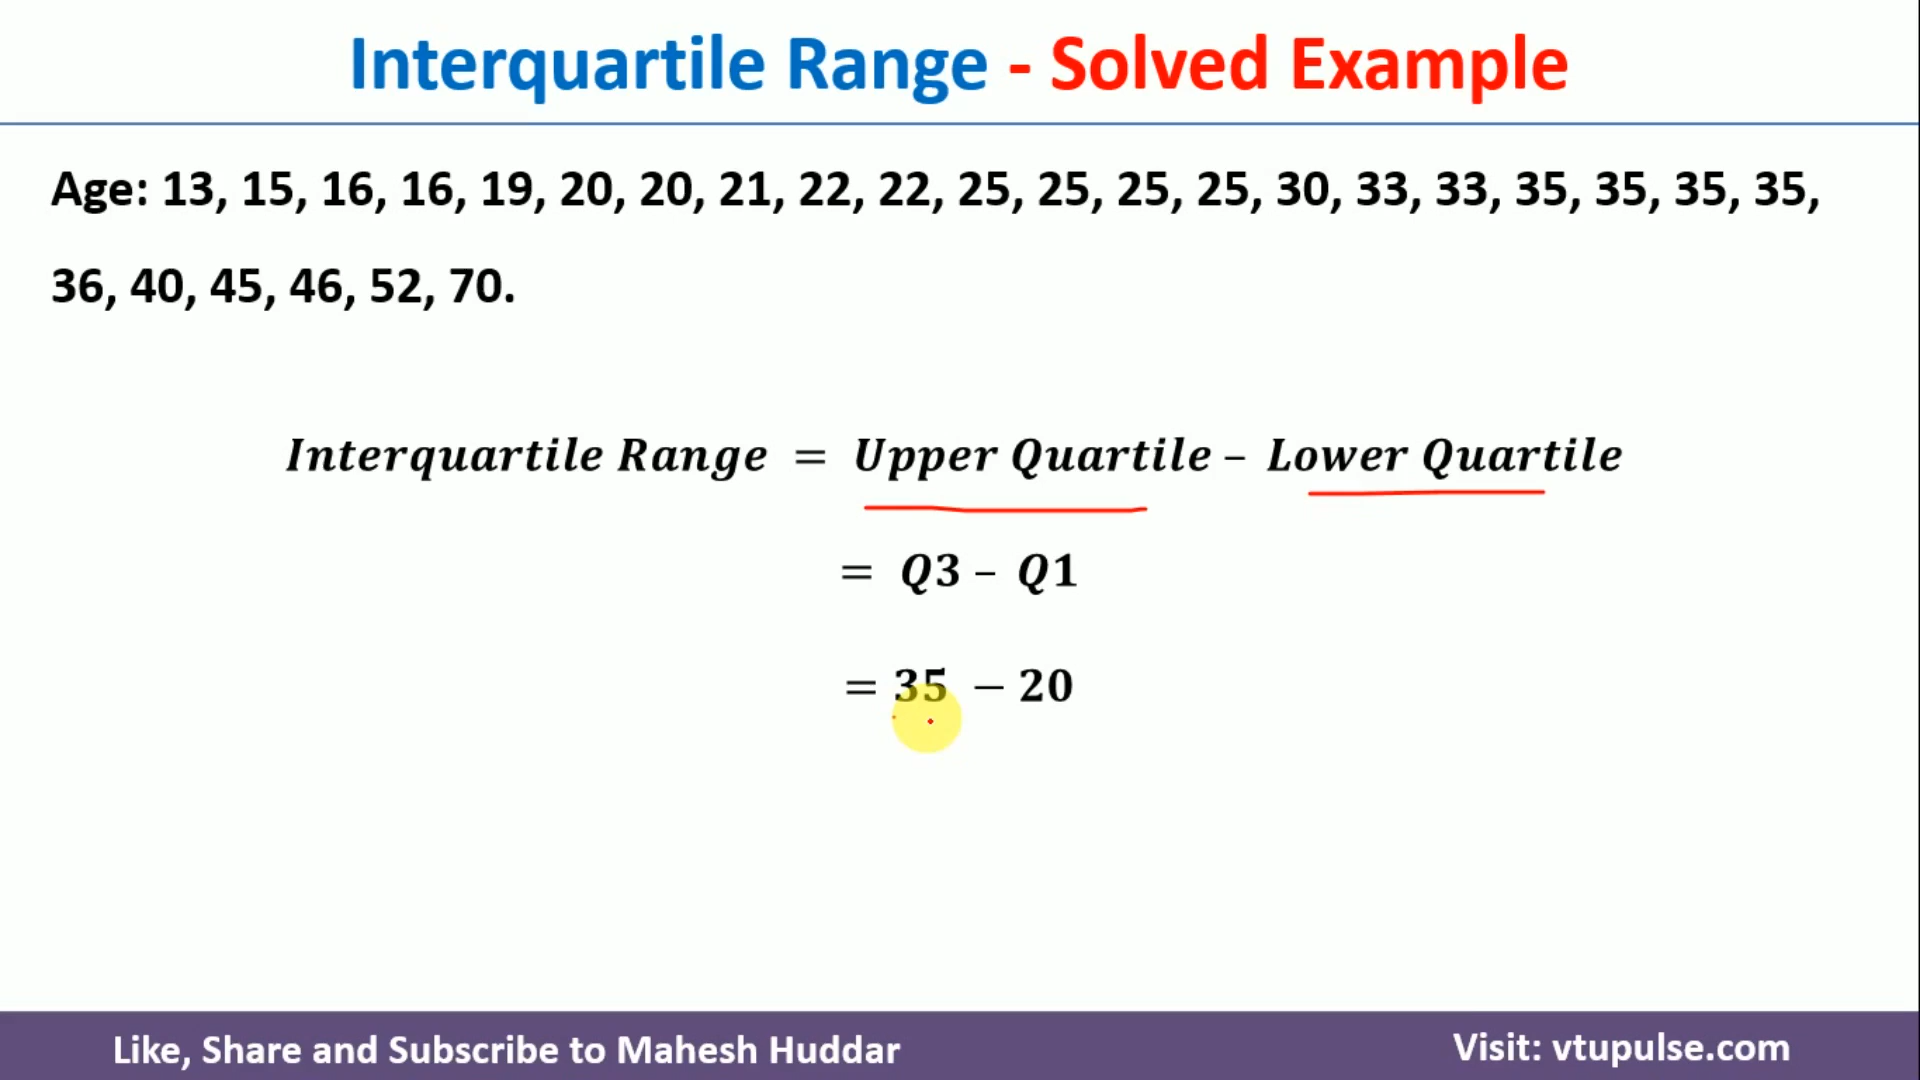 Interquartile Range - Solved Example
Age: 13, 15, 16, 16, 19, 20, 20, 21, 22, 22, 25, 25, 25, 25, 30, 33, 33, 35, 35, 35, 35,
36, 40, 45, 46, 52, 70.
Interquartile Range = Upper Quartile – Lower Quartile
= Q3 – Q1
= 35 − 20
Like, Share and Subscribe to Mahesh Huddar
Visit: vtupulse.com